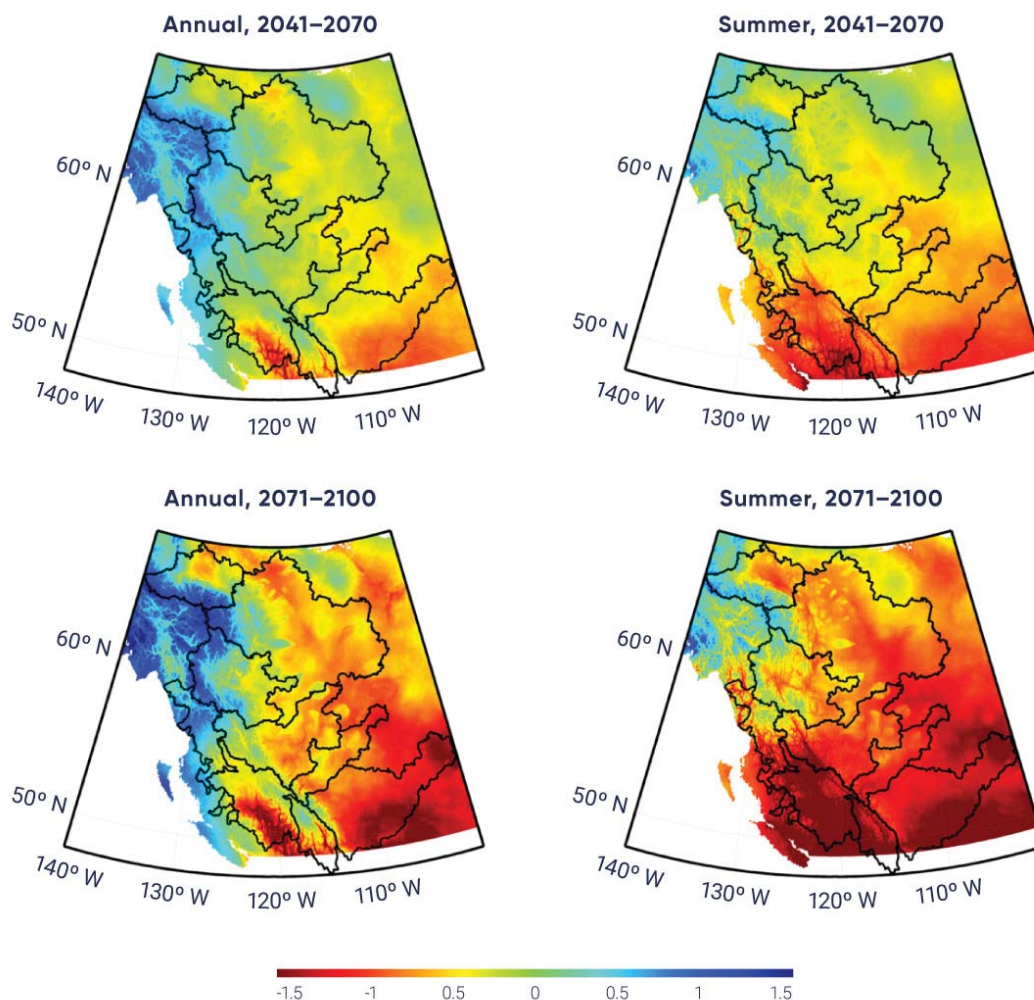 Annual, 2041–2070
Summer, 2041–2070
60° N
50° N
140° W
130° W
120° W
110° W
60° N
50° N
140° W
130° W
120° W
110° W
Annual, 2071–2100
Summer, 2071–2100
60° N
50° N
140° W
130° W
120° W
110° W
60° N
50° N
140° W
130° W
120° W
110° W
-1.5 -1 0.5 0 0.5 1 1.5